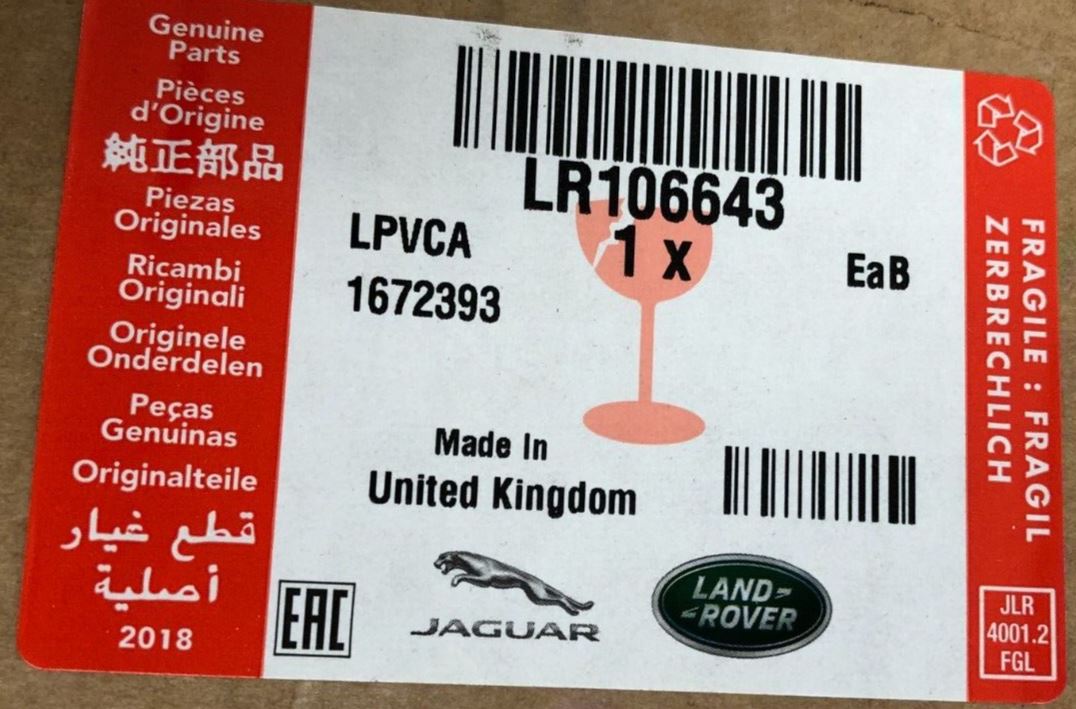 Genuine
Parts
Pièces
d'Origine
純正部品
Piezas
Originales
Ricambi
Originali
Originele
Onderdelen
Peças
Genuinas
Originalteile
قطع غيار
أصلية
2018
LR106643
1 x
LPVCA
1672393
EaB
Made In
United Kingdom
EAC
JAGUAR
LAND-
-ROVER
FRAGILE : FRAGIL
ZERBRECHLICH
JLR
4001.2
FGL